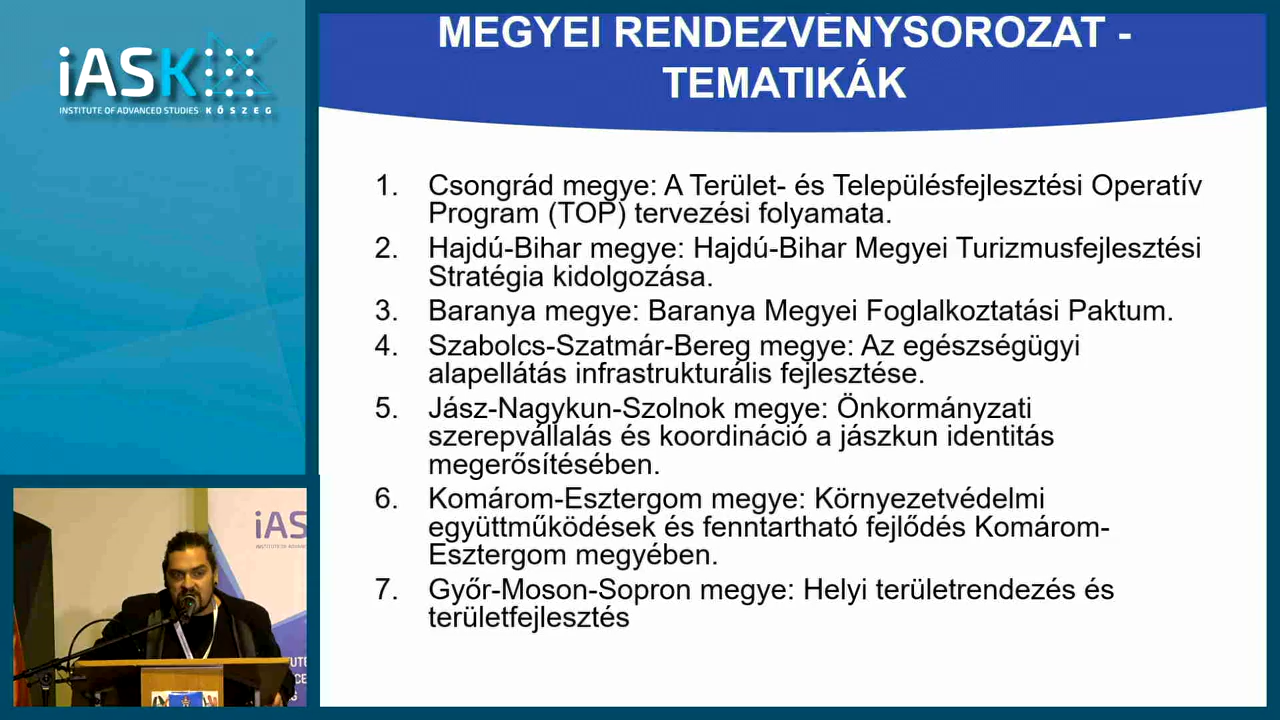 iASK
INSTITUTE OF ADVANCED STUDIES KŐSZEG
MEGYEI RENDEZVÉNYSOROZAT -
TEMATIKÁK
1. Csongrád megye: A Terület- és Településfejlesztési Operatív
Program (TOP) tervezési folyamata.
2. Hajdú-Bihar megye: Hajdú-Bihar Megyei Turizmusfejlesztési
Stratégia kidolgozása.
3. Baranya megye: Baranya Megyei Foglalkoztatási Paktum.
4. Szabolcs-Szatmár-Bereg megye: Az egészségügyi
alapellátás infrastrukturális fejlesztése.
5. Jász-Nagykun-Szolnok megye: Önkormányzati
szerepvállalás és koordináció a jászkun identitás
megerősítésében.
6. Komárom-Esztergom megye: Környezetvédelmi
együttműködések és fenntartható fejlődés Komárom-
Esztergom megyében.
7. Győr-Moson-Sopron megye: Helyi területrendezés és
területfejlesztés
iAS